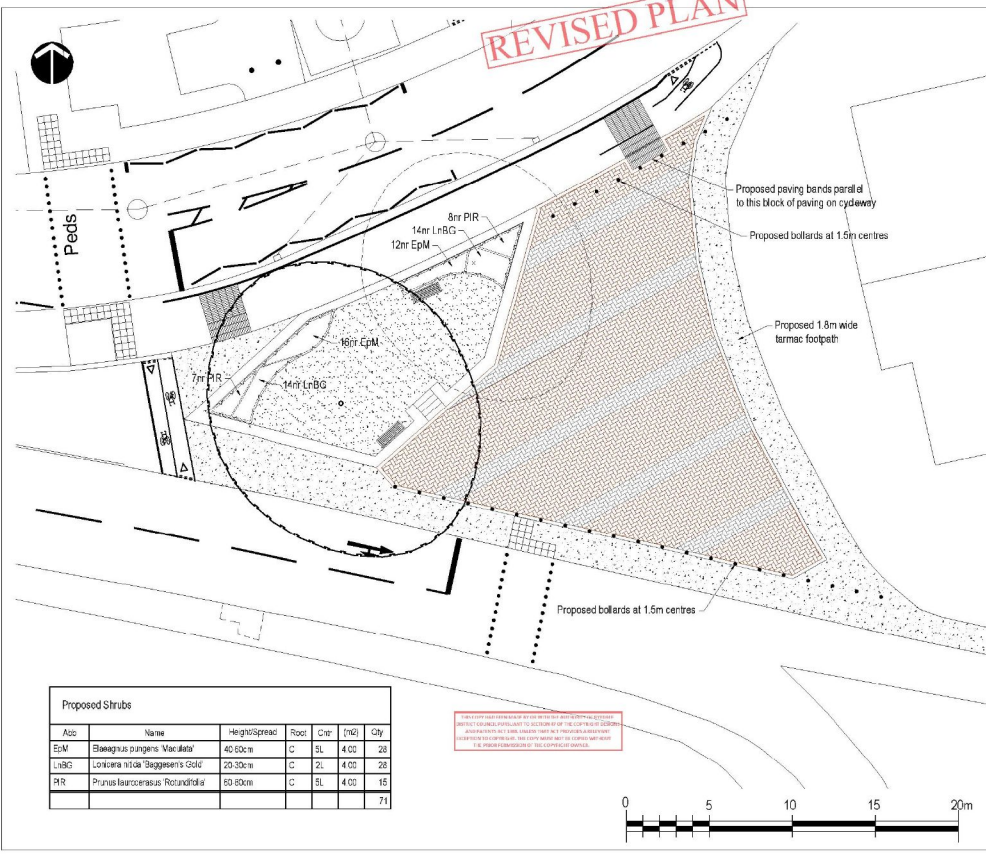 REVISED PLAN
Peds
8nr PIR
14nr LnBG
12nr EpM
16nr EpM
7nr PIR
14nr LnBG
Proposed paving bands parallel
to this block of paving on cycleway
Proposed bollards at 1.5m centres
Proposed 1.8m wide
tarmac footpath
Proposed bollards at 1.5m centres
Proposed Shrubs
Abb Name Height/Spread Root Cntr (m2) Qty
EpM Elaeagnus pungens 'Maculata' 40-60cm C 5L 4.00 28
LnBG Lonicera nitida 'Baggesen's Gold' 20-30cm C 2L 4.00 28
PIR Prunus laurocerasus 'Rotundifolia' 60-80cm C 5L 4.00 15
71
0 5 10 15 20m